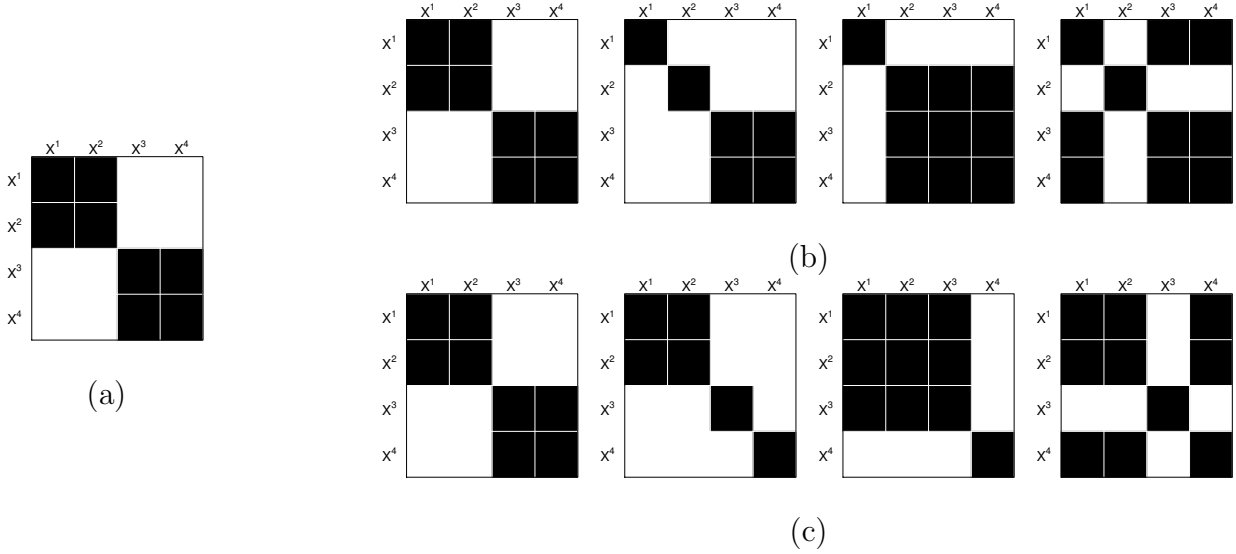 X¹ X² X³ X⁴
X¹
X²
X³
X⁴
(a)
X¹ X² X³ X⁴
X¹
X²
X³
X⁴
X¹ X² X³ X⁴
X¹
X²
X³
X⁴
X¹ X² X³ X⁴
X¹
X²
X³
X⁴
X¹ X² X³ X⁴
X¹
X²
X³
X⁴
(b)
X¹ X² X³ X⁴
X¹
X²
X³
X⁴
X¹ X² X³ X⁴
X¹
X²
X³
X⁴
X¹ X² X³ X⁴
X¹
X²
X³
X⁴
X¹ X² X³ X⁴
X¹
X²
X³
X⁴
(c)